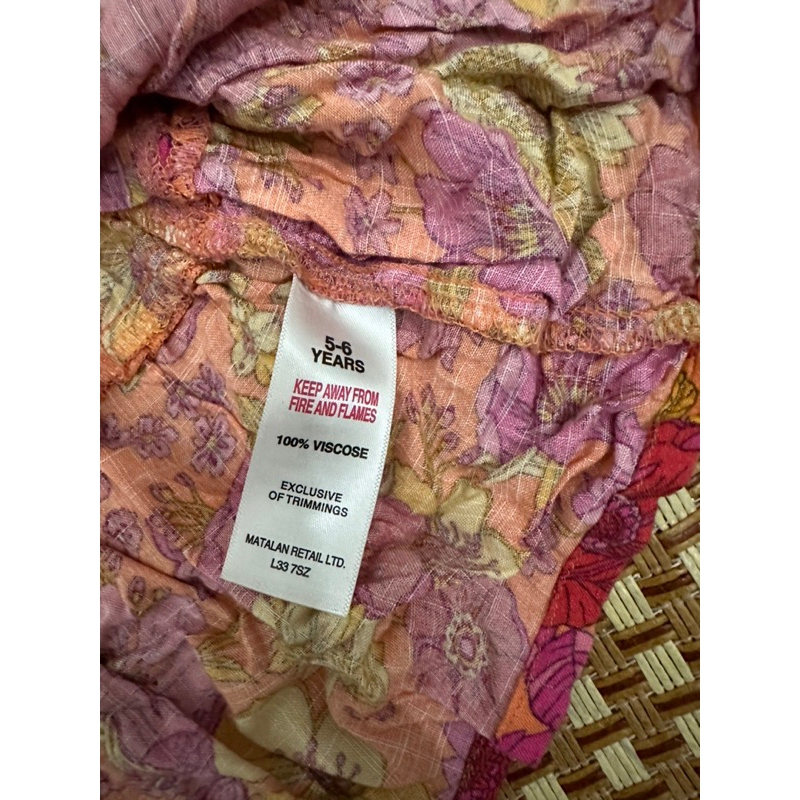 5-6
YEARS
KEEP AWAY FROM
FIRE AND FLAMES
100% VISCOSE
EXCLUSIVE
OF TRIMMINGS
MATALAN RETAIL LTD.
L33 7SZ